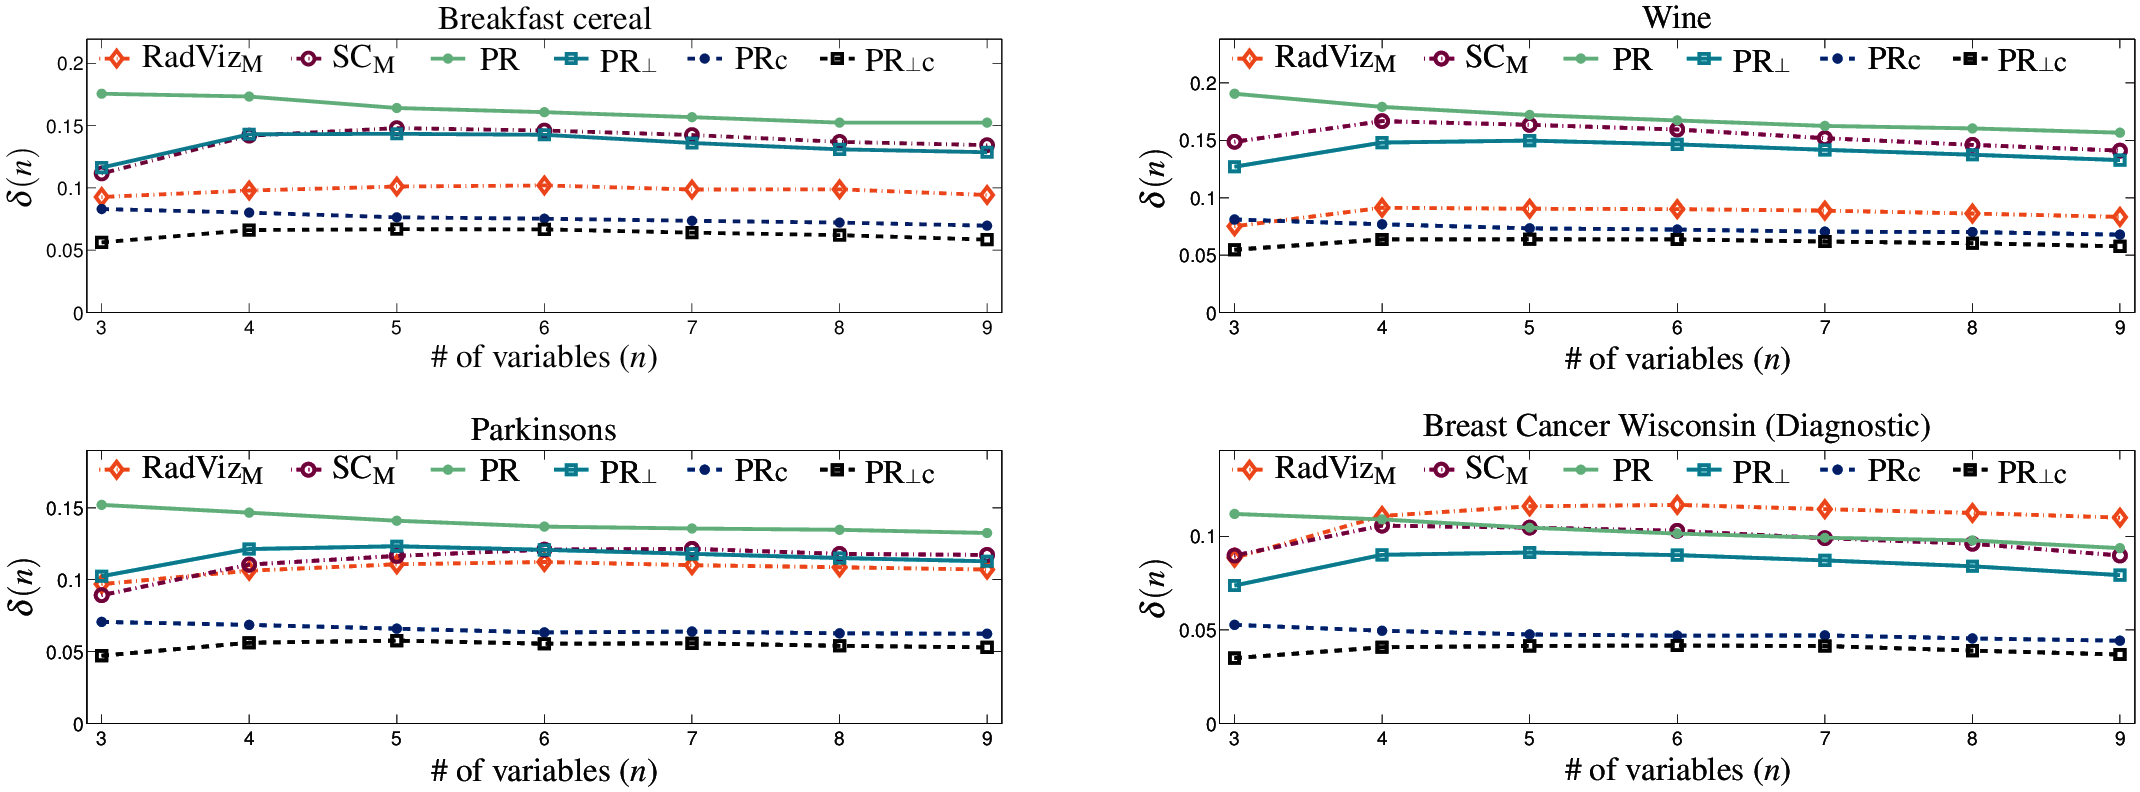 Breakfast cereal
RadVizM SCM PR PR⊥ PRc PR⊥c
0.2
0.15
0.1
0.05
0
δ(n)
3 4 5 6 7 8 9
# of variables (n)
Wine
RadVizM SCM PR PR⊥ PRc PR⊥c
0.2
0.15
0.1
0.05
0
δ(n)
3 4 5 6 7 8 9
# of variables (n)
Parkinsons
RadVizM SCM PR PR⊥ PRc PR⊥c
0.15
0.1
0.05
0
δ(n)
3 4 5 6 7 8 9
# of variables (n)
Breast Cancer Wisconsin (Diagnostic)
RadVizM SCM PR PR⊥ PRc PR⊥c
0.1
0.05
0
δ(n)
3 4 5 6 7 8 9
# of variables (n)